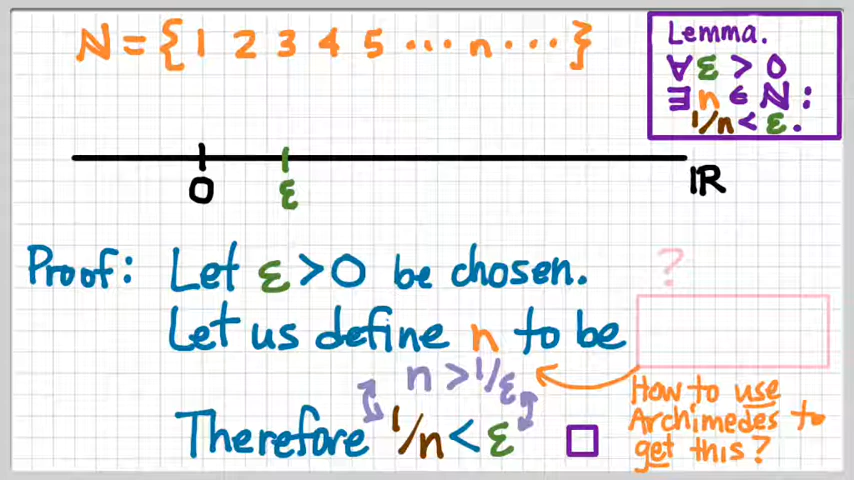 ℕ = {1 2 3 4 5 ... n ...}
Lemma.
∀ ε > 0
∃ n ∈ ℕ :
1/n < ε.
0 ε ℝ
Proof: Let ε > 0 be chosen.
?
Let us define n to be
n > 1/ε
How to use
Archimedes to
get this?
Therefore 1/n < ε □